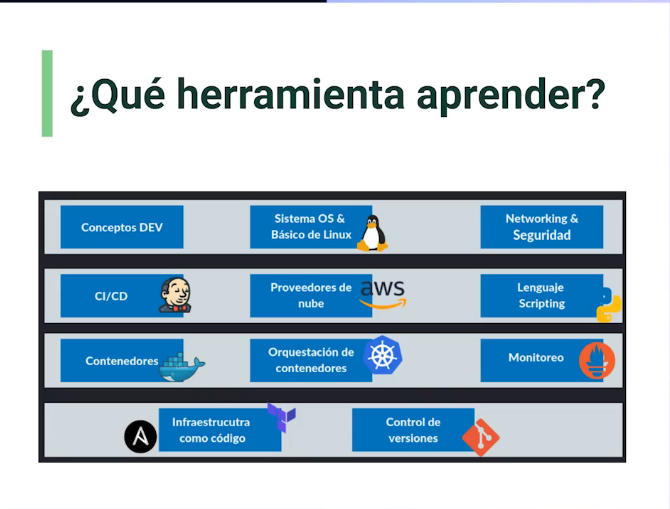 ¿Qué herramienta aprender?
Conceptos DEV
Sistema OS &
Básico de Linux
Networking &
Seguridad
CI/CD
Proveedores de
nube
aws
Lenguaje
Scripting
Contenedores
Orquestación de
contenedores
Monitoreo
Infraestrucutra
como código
Control de
versiones